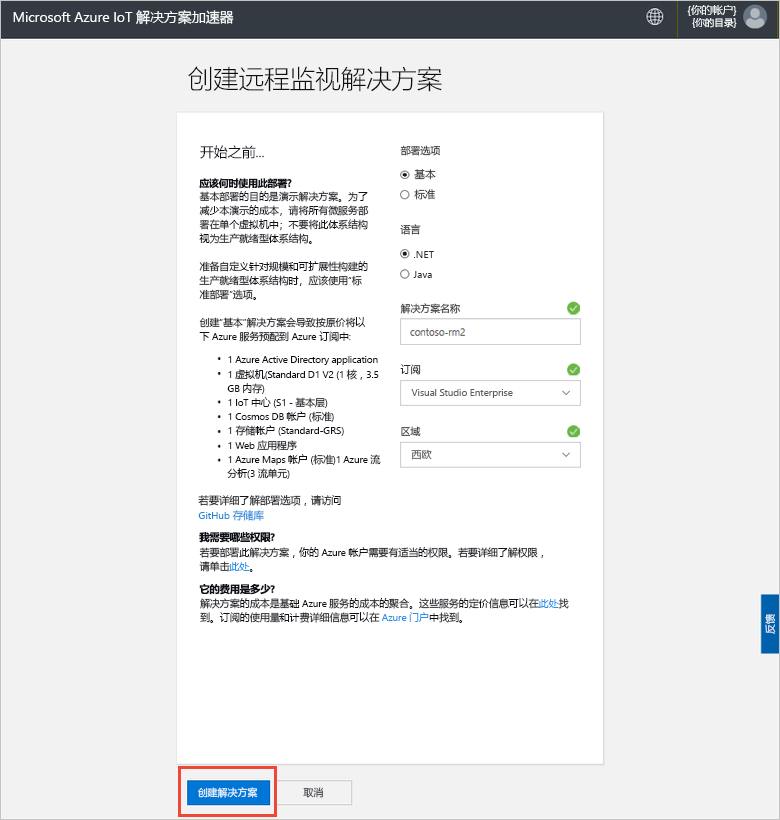 Microsoft Azure IoT 解决方案加速器
{你的帐户}
{你的目录}
创建远程监视解决方案
开始之前...
应该何时使用此部署?
基本部署的目的是演示解决方案。为了
减少本演示的成本，请将所有微服务部
署在单个虚拟机中；不要将此体系结构
视为生产就绪型体系结构。
准备自定义针对规模和可扩展性构建的
生产就绪型体系结构时，应该使用“标
准部署”选项。
创建“基本”解决方案会导致按原价将以
下 Azure 服务预配到 Azure 订阅中:
• 1 Azure Active Directory application
• 1 虚拟机(Standard D1 V2 (1 核，3.5
GB 内存)
• 1 IoT 中心 (S1 - 基本层)
• 1 Cosmos DB 帐户 (标准)
• 1 存储帐户 (Standard-GRS)
• 1 Web 应用程序
• 1 Azure Maps 帐户 (标准)1 Azure 流
分析(3 流单元)
若要详细了解部署选项，请访问
GitHub 存储库
我需要哪些权限?
若要部署此解决方案，你的 Azure 帐户需要有适当的权限。若要详细了解权限，
请单击此处。
它的费用是多少?
解决方案的成本是基础 Azure 服务的成本的聚合。这些服务的定价信息可以在此处找
到。订阅的使用量和计费详细信息可以在 Azure 门户中找到。
部署选项
基本
标准
语言
.NET
Java
解决方案名称
contoso-rm2
订阅
Visual Studio Enterprise
区域
西欧
反馈
创建解决方案
取消